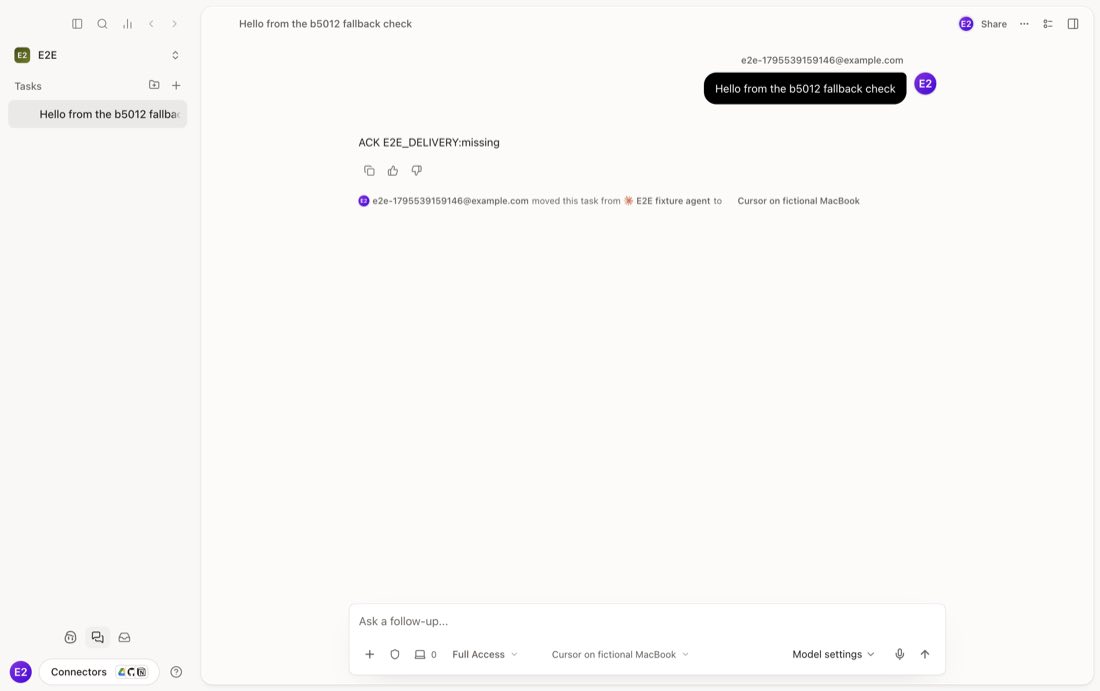 Hello from the b5012 fallback check
E2 Share
E2 E2E
Tasks
Hello from the b5012 fallbac
e2e-1795539159146@example.com
Hello from the b5012 fallback check
E2
ACK E2E_DELIVERY:missing
E2 e2e-1795539159146@example.com moved this task from E2E fixture agent to Cursor on fictional MacBook
Ask a follow-up...
0 Full Access Cursor on fictional MacBook Model settings
E2 Connectors